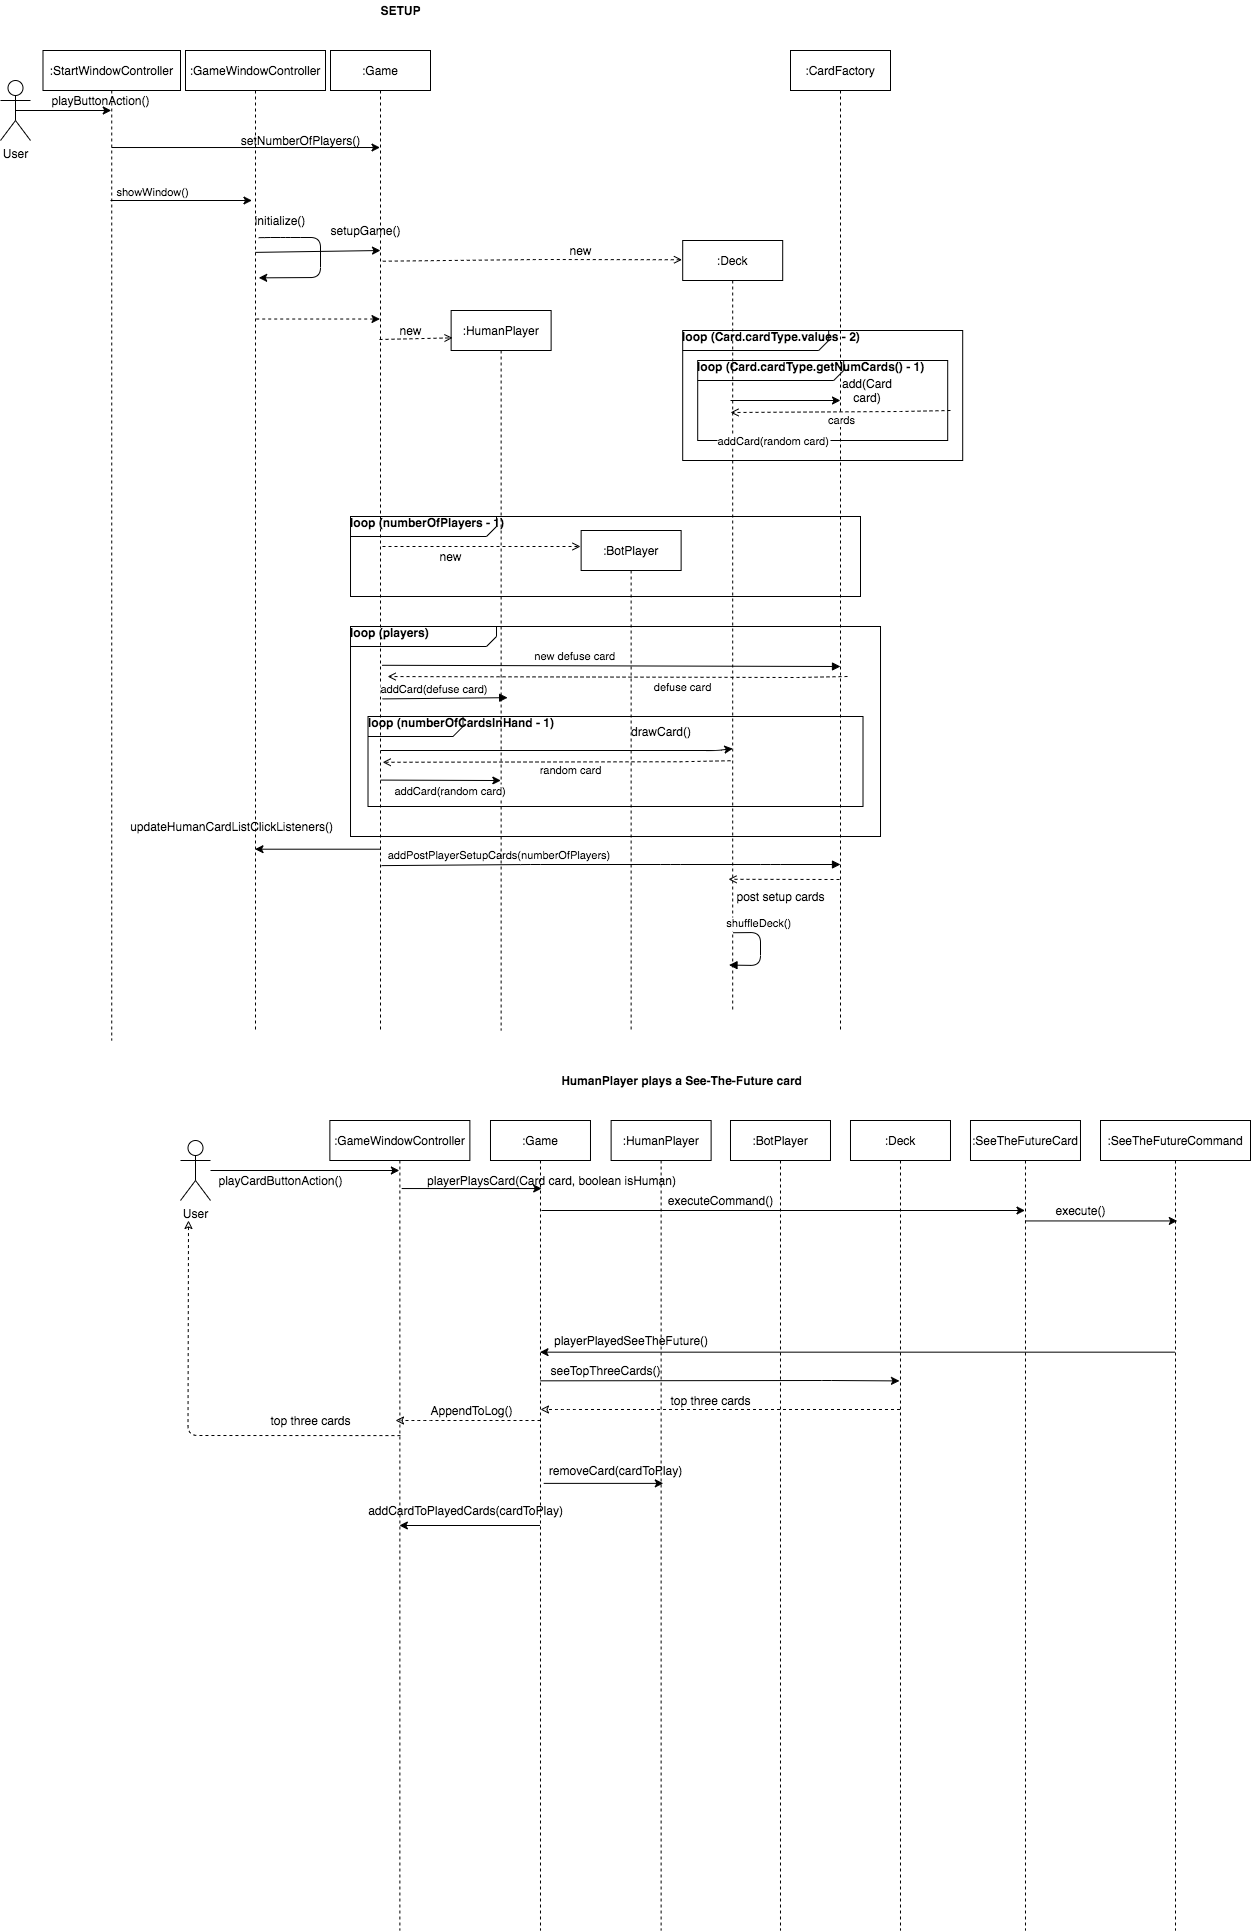 SETUP
:StartWindowController
:GameWindowController
:Game
:CardFactory
playButtonAction()
User
setNumberOfPlayers()
showWindow()
initialize()
setupGame()
new
:Deck
new
:HumanPlayer
loop (Card.cardType.values - 2)
loop (Card.cardType.getNumCards() - 1)
add(Card
card)
cards
addCard(random card)
loop (numberOfPlayers - 1)
new
:BotPlayer
loop (players)
new defuse card
defuse card
addCard(defuse card)
loop (numberOfCardsInHand - 1)
drawCard()
random card
addCard(random card)
updateHumanCardListClickListeners()
addPostPlayerSetupCards(numberOfPlayers)
post setup cards
shuffleDeck()
HumanPlayer plays a See-The-Future card
:GameWindowController
:Game
:HumanPlayer
:BotPlayer
:Deck
:SeeTheFutureCard
:SeeTheFutureCommand
playCardButtonAction()
playerPlaysCard(Card card, boolean isHuman)
User
executeCommand()
execute()
playerPlayedSeeTheFuture()
seeTopThreeCards()
top three cards
AppendToLog()
top three cards
removeCard(cardToPlay)
addCardToPlayedCards(cardToPlay)